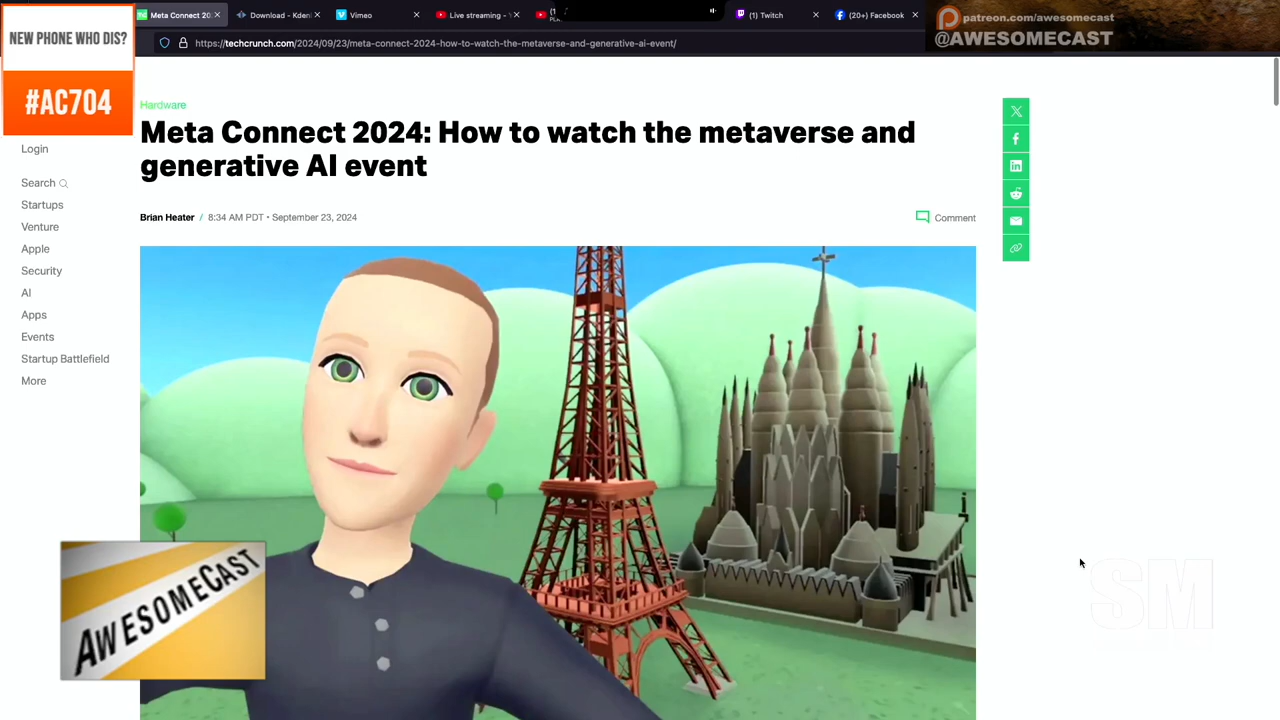 Meta Connect 20
Download - Kden
Vimeo
Live streaming -
(1) Twitch
(20+) Facebook
patreon.com/awesomecast
@AWESOMECAST
NEW PHONE WHO DIS?
#AC704
https://techcrunch.com/2024/09/23/meta-connect-2024-how-to-watch-the-metaverse-and-generative-ai-event/
Login
Search
Startups
Venture
Apple
Security
AI
Apps
Events
Startup Battlefield
More
Hardware
Meta Connect 2024: How to watch the metaverse and
generative AI event
Brian Heater / 8:34 AM PDT • September 23, 2024
Comment
AWESOMECAST
SM